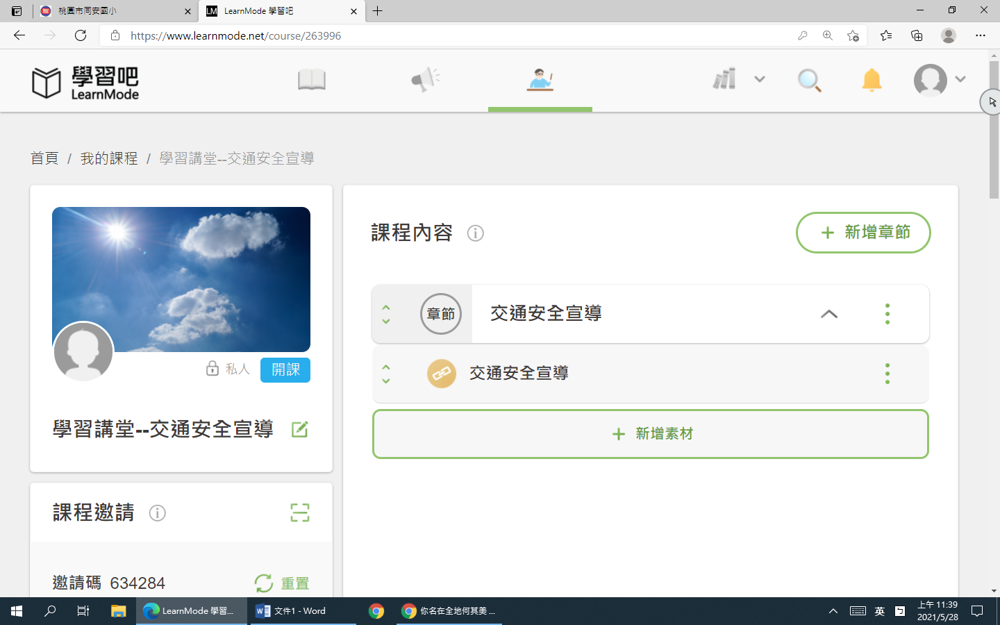 桃園市同安國小
LM LearnMode 學習吧
https://www.learnmode.net/course/263996
學習吧
LearnMode
首頁 / 我的課程 / 學習講堂--交通安全宣導
私人 開課
學習講堂--交通安全宣導
課程邀請
邀請碼 634284 重置
課程內容
+ 新增章節
章節 交通安全宣導
交通安全宣導
+ 新增素材
LearnMode 學習...
文件1 - Word
你名在全地何其美 ...
英
上午 11:39
2021/5/28